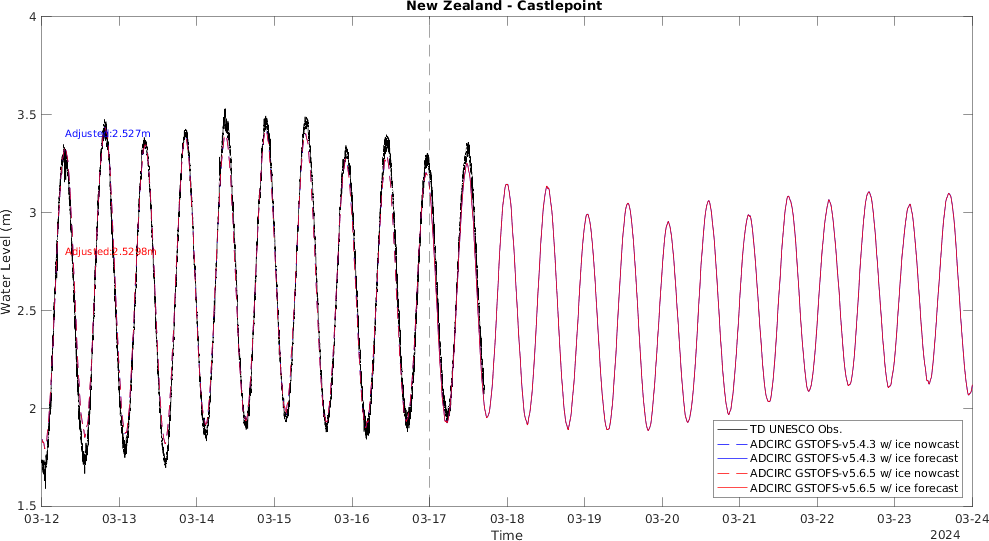 New Zealand - Castlepoint
4
3.5
3
2.5
2
1.5
Water Level (m)
Adjusted:2.527m
Adjusted:2.5298m
TD UNESCO Obs.
ADCIRC GSTOFS-v5.4.3 w/ ice nowcast
ADCIRC GSTOFS-v5.4.3 w/ ice forecast
ADCIRC GSTOFS-v5.6.5 w/ ice nowcast
ADCIRC GSTOFS-v5.6.5 w/ ice forecast
03-12 03-13 03-14 03-15 03-16 03-17 03-18 03-19 03-20 03-21 03-22 03-23 03-24
Time
2024